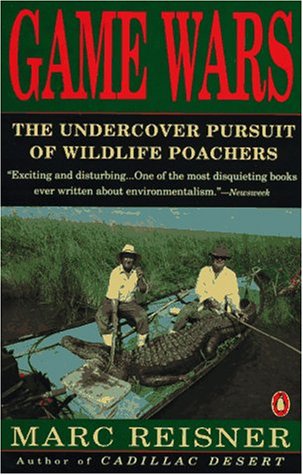 GAME WARS
THE UNDERCOVER PURSUIT
OF WILDLIFE POACHERS
“Exciting and disturbing...One of the most disquieting books
ever written about environmentalism.”—Newsweek
MARC REISNER
Author of CADILLAC DESERT